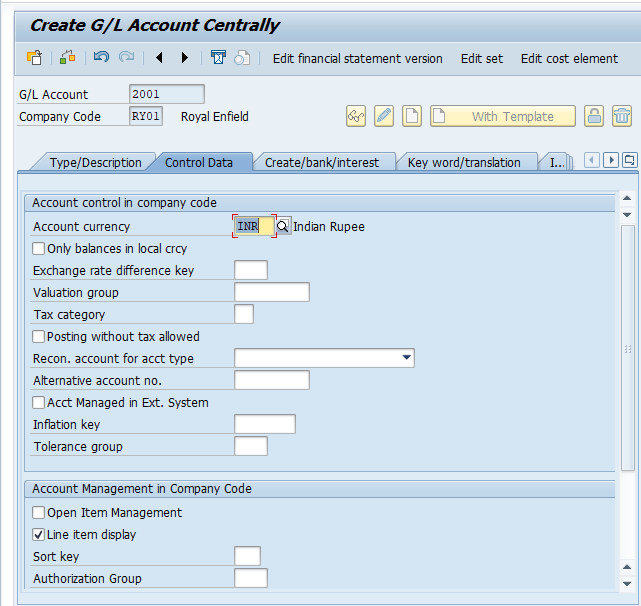 Create G/L Account Centrally
Edit financial statement version Edit set Edit cost element
G/L Account 2001
Company Code RY01 Royal Enfield
With Template
Type/Description Control Data Create/bank/interest Key word/translation I...
Account control in company code
Account currency INR Indian Rupee
Only balances in local crcy
Exchange rate difference key
Valuation group
Tax category
Posting without tax allowed
Recon. account for acct type
Alternative account no.
Acct Managed in Ext. System
Inflation key
Tolerance group
Account Management in Company Code
Open Item Management
Line item display
Sort key
Authorization Group